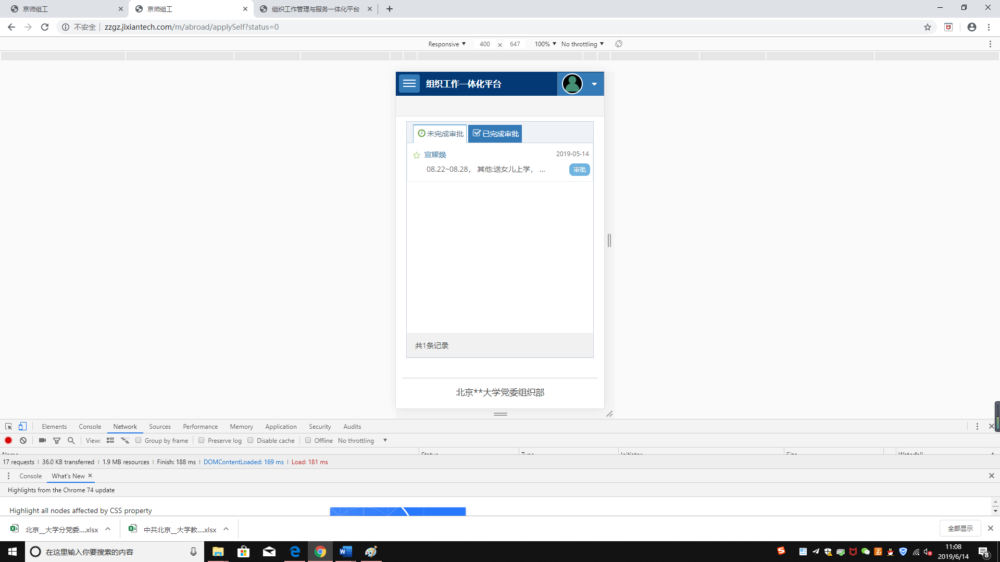 京师组工
京师组工
组织工作管理与服务一体化平台
不安全
zzgz.jixiantech.com/m/abroad/applySelf?status=0
Responsive
400 × 647
100%
No throttling
组织工作一体化平台
未完成审批
已完成审批
宣耀焕
2019-05-14
08.22~08.28， 其他:送女儿上学， ...
审批
共1条记录
北京**大学党委组织部
Elements
Console
Network
Sources
Performance
Memory
Application
Security
Audits
View:
Group by frame
Preserve log
Disable cache
Offline
No throttling
Name
Status
Type
Initiator
Size
Waterfall
17 requests
36.0 KB transferred
1.9 MB resources
Finish: 188 ms
DOMContentLoaded: 169 ms
Load: 181 ms
Console
What's New
Highlights from the Chrome 74 update
Highlight all nodes affected by CSS property
北京__大学分党委....xlsx
中共北京__大学教....xlsx
全部显示
在这里输入你要搜索的内容
11:08
2019/6/14
8